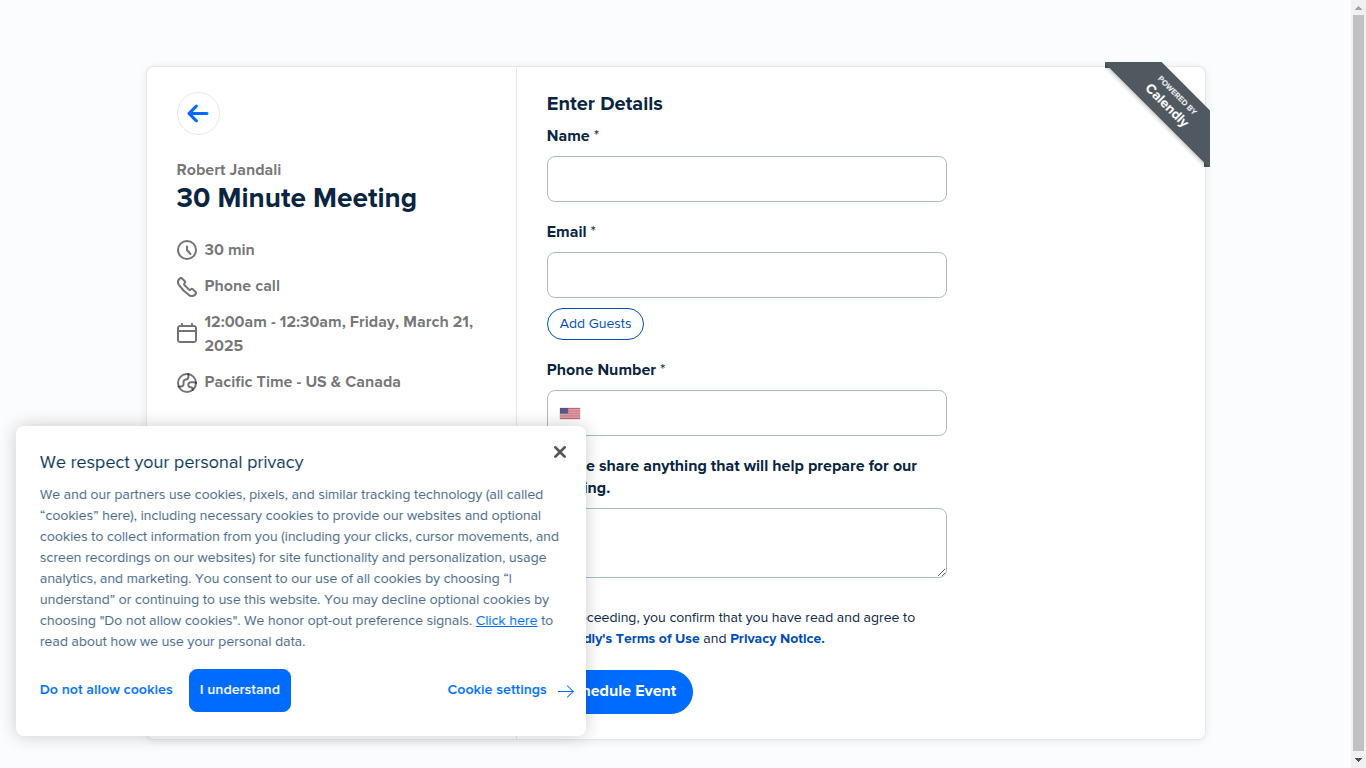 POWERED BY
Calendly
Robert Jandali
30 Minute Meeting
30 min
Phone call
12:00am - 12:30am, Friday, March 21,
2025
Pacific Time - US & Canada
Enter Details
Name *
Email *
Add Guests
Phone Number *
e share anything that will help prepare for our
ing.
ceeding, you confirm that you have read and agree to
dly's Terms of Use and Privacy Notice.
hedule Event
We respect your personal privacy
We and our partners use cookies, pixels, and similar tracking technology (all called
“cookies” here), including necessary cookies to provide our websites and optional
cookies to collect information from you (including your clicks, cursor movements, and
screen recordings on our websites) for site functionality and personalization, usage
analytics, and marketing. You consent to our use of all cookies by choosing “I
understand” or continuing to use this website. You may decline optional cookies by
choosing "Do not allow cookies". We honor opt-out preference signals. Click here to
read about how we use your personal data.
Do not allow cookies
I understand
Cookie settings